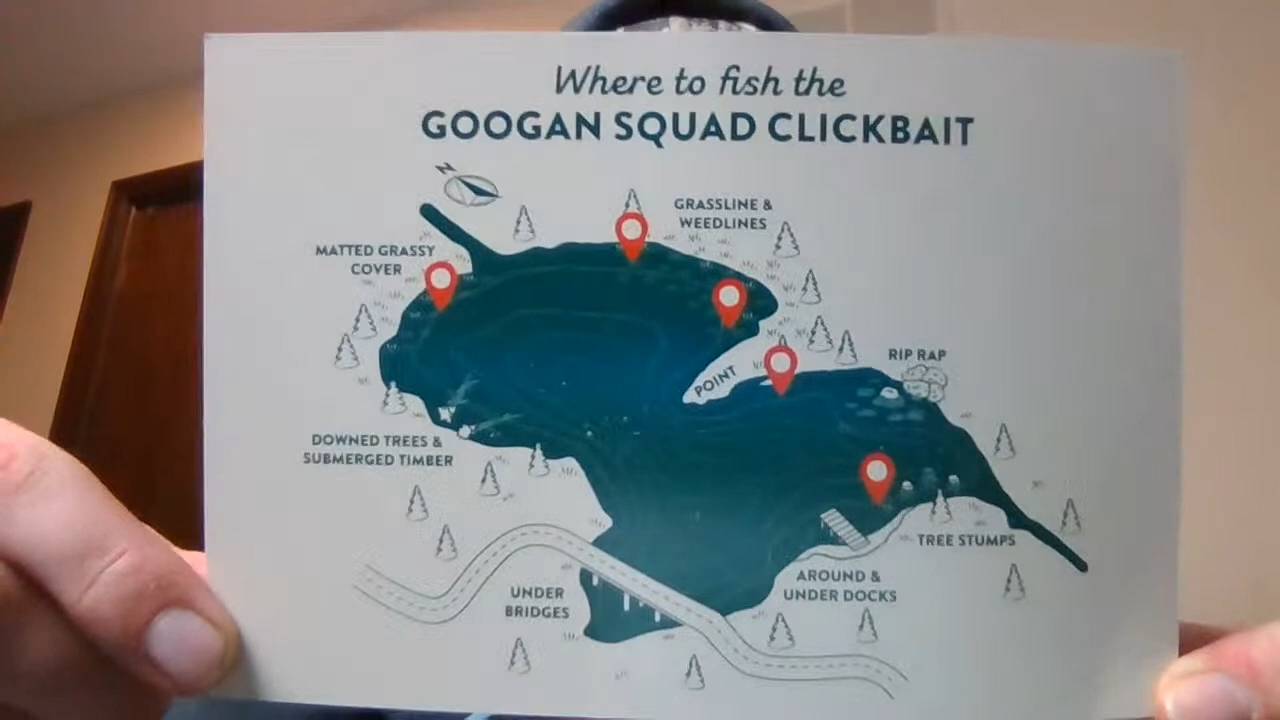 Where to fish the
GOOGAN SQUAD CLICKBAIT
N
GRASSLINE &
WEEDLINES
MATTED GRASSY
COVER
RIP RAP
POINT
DOWNED TREES &
SUBMERGED TIMBER
TREE STUMPS
AROUND &
UNDER DOCKS
UNDER
BRIDGES